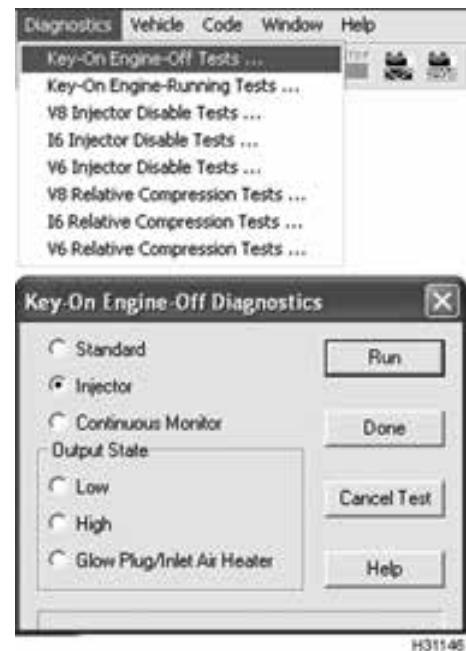 Diagnostics Vehicle Code Window Help
Key-On Engine-Off Tests ...
Key-On Engine-Running Tests ...
V8 Injector Disable Tests ...
I6 Injector Disable Tests ...
V6 Injector Disable Tests ...
V8 Relative Compression Tests ...
I6 Relative Compression Tests ...
V6 Relative Compression Tests ...
Key-On Engine-Off Diagnostics
Standard
Run
Injector
Continuous Monitor
Done
Output State
Low
Cancel Test
High
Glow Plug/Inlet Air Heater
Help
H31146